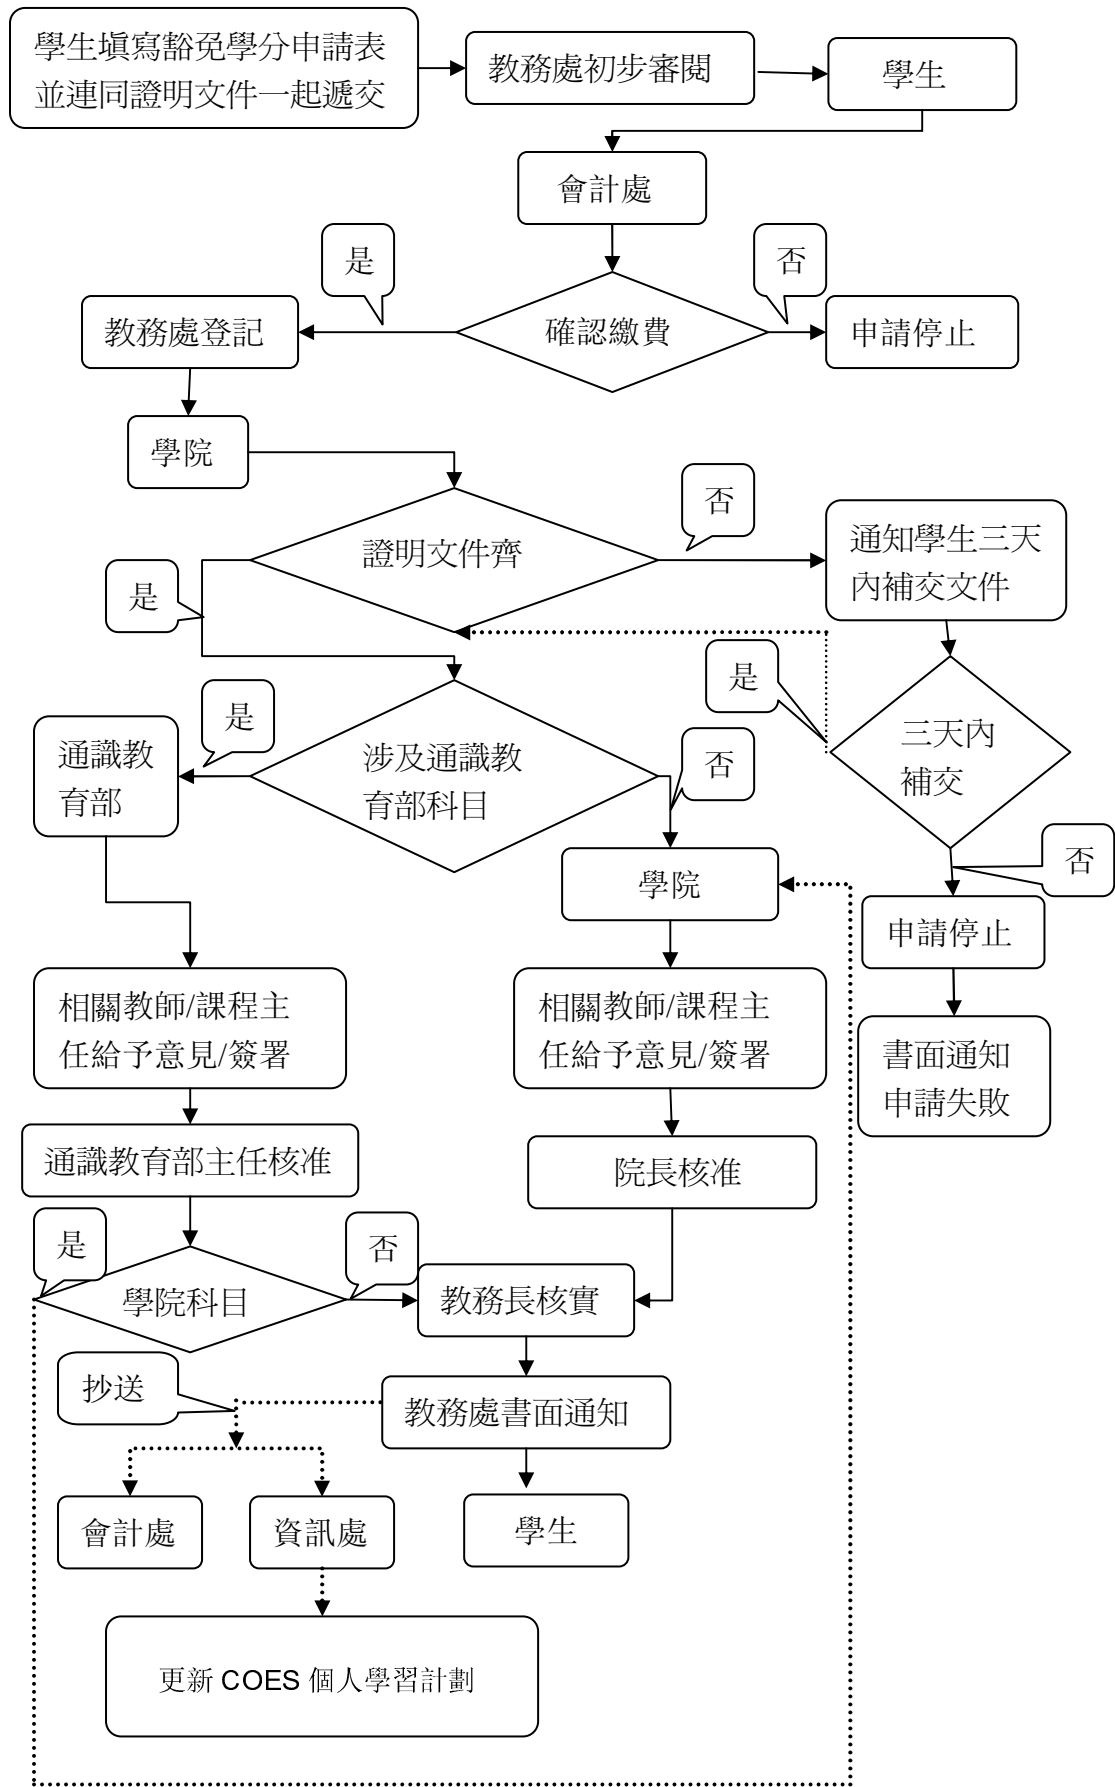 學生填寫豁免學分申請表
並連同證明文件一起遞交
教務處初步審閱
學生
會計處
是
否
教務處登記
確認繳費
申請停止
學院
證明文件齊
否
通知學生三天
內補交文件
是
是
三天內
補交
是
通識教
育部
涉及通識教
育部科目
否
否
學院
申請停止
相關教師/課程主
任給予意見/簽署
相關教師/課程主
任給予意見/簽署
書面通知
申請失敗
通識教育部主任核准
院長核准
是
否
學院科目
教務長核實
抄送
教務處書面通知
會計處
資訊處
學生
更新 COES 個人學習計劃